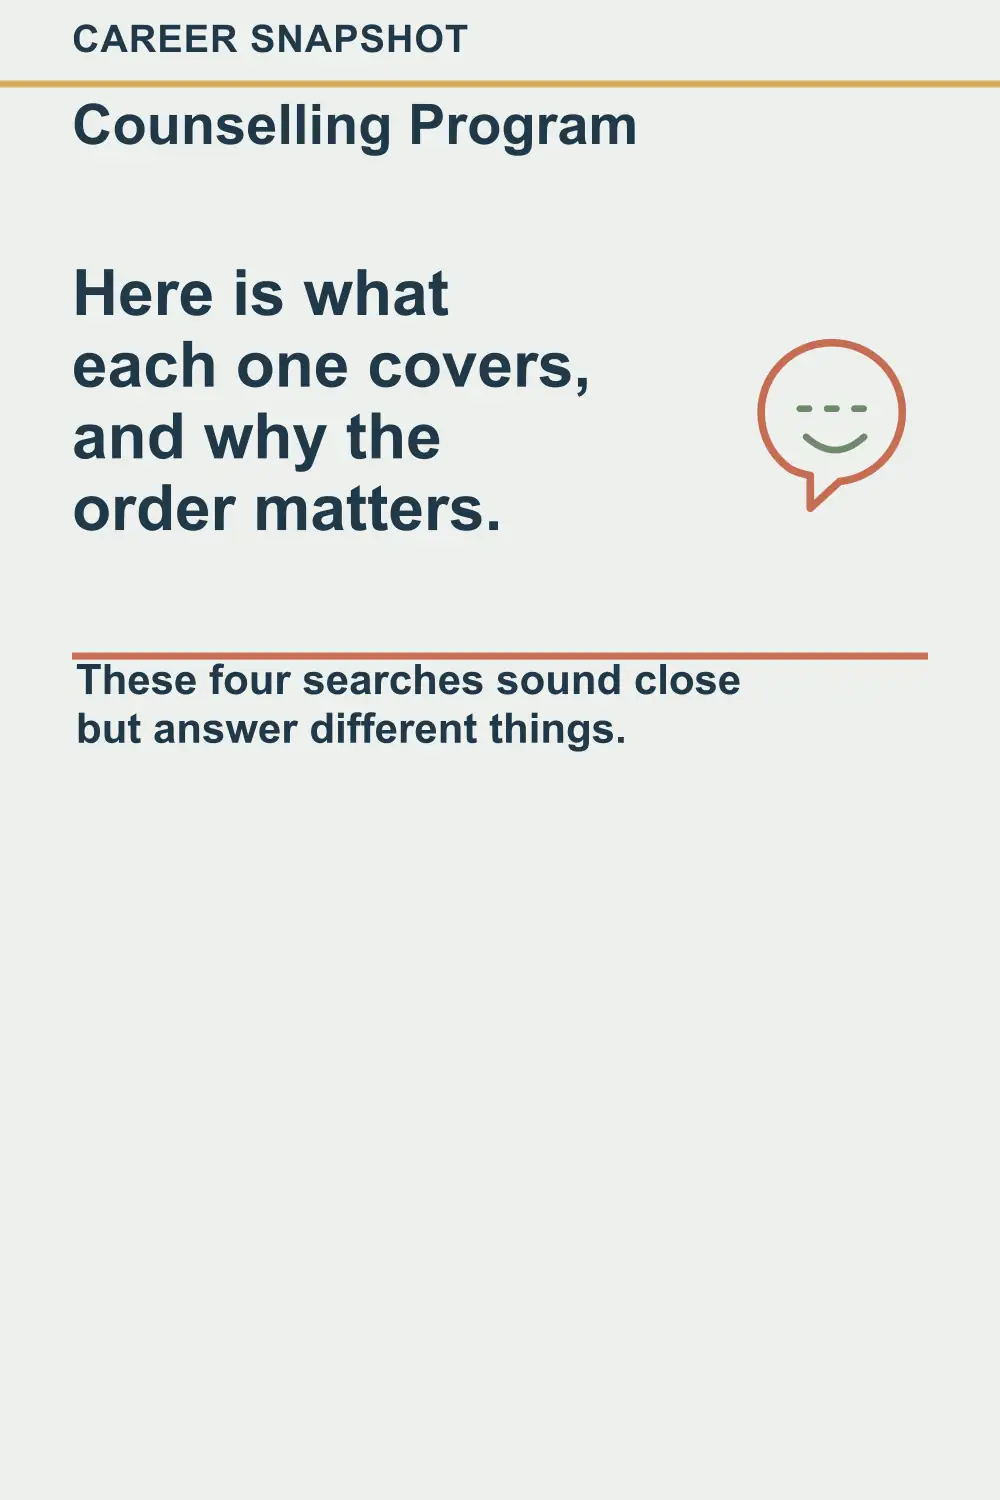 CAREER SNAPSHOT
Counselling Program
Here is what
each one covers,
and why the
order matters.
These four searches sound close
but answer different things.